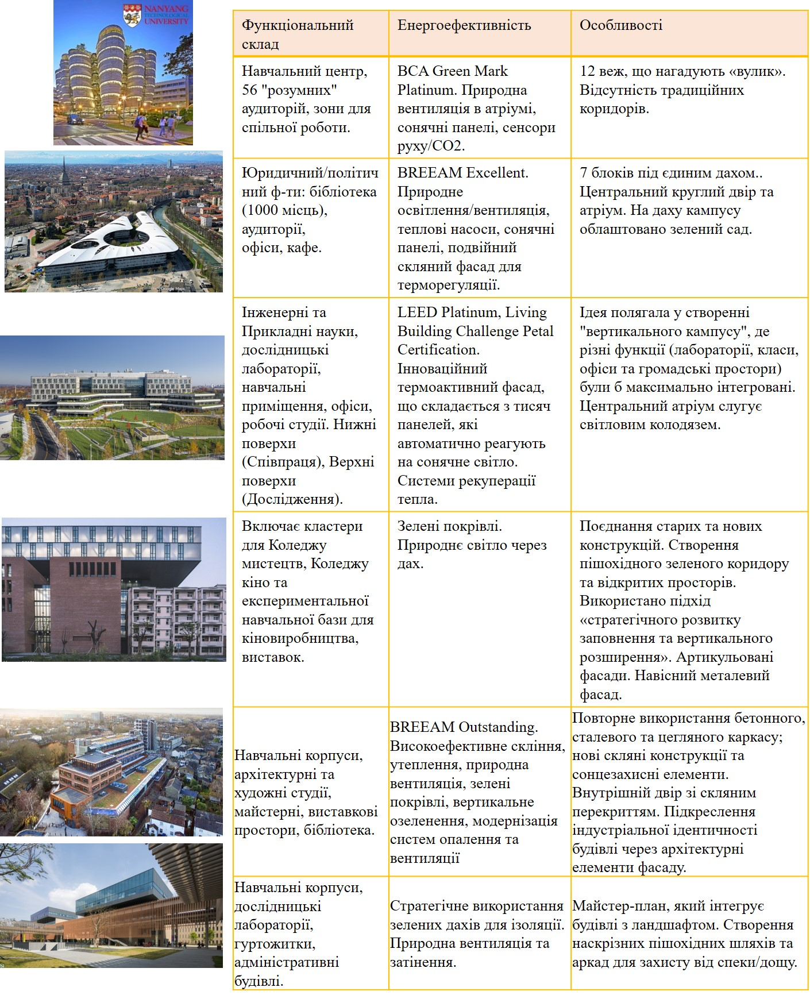 NANYANG
TECHNOLOGICAL
UNIVERSITY
Функціональний
склад
Енергоефективність
Особливості
Навчальний центр,
56 "розумних"
аудиторій, зони для
спільної роботи.
BCA Green Mark
Platinum. Природна
вентиляція в атріумі,
сонячні панелі, сенсори
руху/CO2.
12 веж, що нагадують «вулик».
Відсутність традиційних
коридорів.
Google Maps
Юридичний/політич
ний ф-ти: бібліотека
(1000 місць),
аудиторії,
офіси, кафе.
BREEAM Excellent.
Природне
освітлення/вентиляція,
теплові насоси, сонячні
панелі, подвійний
скляний фасад для
терморегуляції.
7 блоків під єдиним дахом..
Центральний круглий двір та
атріум. На даху кампусу
облаштовано зелений сад.
Інженерні та
Прикладні науки,
дослідницькі
лабораторії,
навчальні
приміщення, офіси,
робочі студії. Нижні
поверхи
(Співпраця), Верхні
поверхи
(Дослідження).
LEED Platinum, Living
Building Challenge Petal
Certification.
Інноваційний
термоактивний фасад,
що складається з тисяч
панелей, які
автоматично реагують
на сонячне світло.
Системи рекуперації
тепла.
Ідея полягала у створенні
"вертикального кампусу", де
різні функції (лабораторії, класи,
офіси та громадські простори)
були б максимально інтегровані.
Центральний атріум слугує
світловим колодязем.
Включає кластери
для Коледжу
мистецтв, Коледжу
кіно та
експериментальної
навчальної бази для
кіновиробництва,
виставок.
Зелені покрівлі.
Природнє світло через
дах.
Поєднання старих та нових
конструкцій. Створення
пішохідного зеленого коридору
та відкритих просторів.
Використано підхід
«стратегічного розвитку
заповнення та вертикального
розширення». Артикульовані
фасади. Навісний металевий
фасад.
Навчальні корпуси,
архітектурні та
художні студії,
майстерні, виставкові
простори, бібліотека.
BREEAM Outstanding.
Високоефективне скління,
утеплення, природна
вентиляція, зелені
покрівлі, вертикальне
озеленення, модернізація
систем опалення та
вентиляції
Повторне використання бетонного,
сталевого та цегляного каркасу;
нові скляні конструкції та
сонцезахисні елементи.
Внутрішній двір зі скляним
перекриттям. Підкреслення
індустріальної ідентичності
будівлі через архітектурні
елементи фасаду.
Навчальні корпуси,
дослідницькі
лабораторії,
гуртожитки,
адміністративні
будівлі.
Стратегічне використання
зелених дахів для ізоляції.
Природна вентиляція та
затінення.
Майстер-план, який інтегрує
будівлі з ландшафтом. Створення
наскрізних пішохідних шляхів та
аркад для захисту від спеки/дощу.